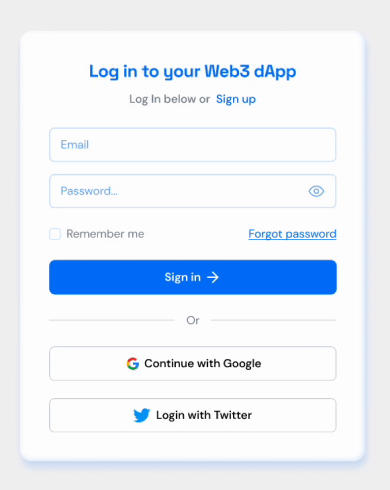 Log in to your Web3 dApp
Log In below or Sign up
Email
Password...
Remember me Forgot password
Sign in →
Or
Continue with Google
Login with Twitter